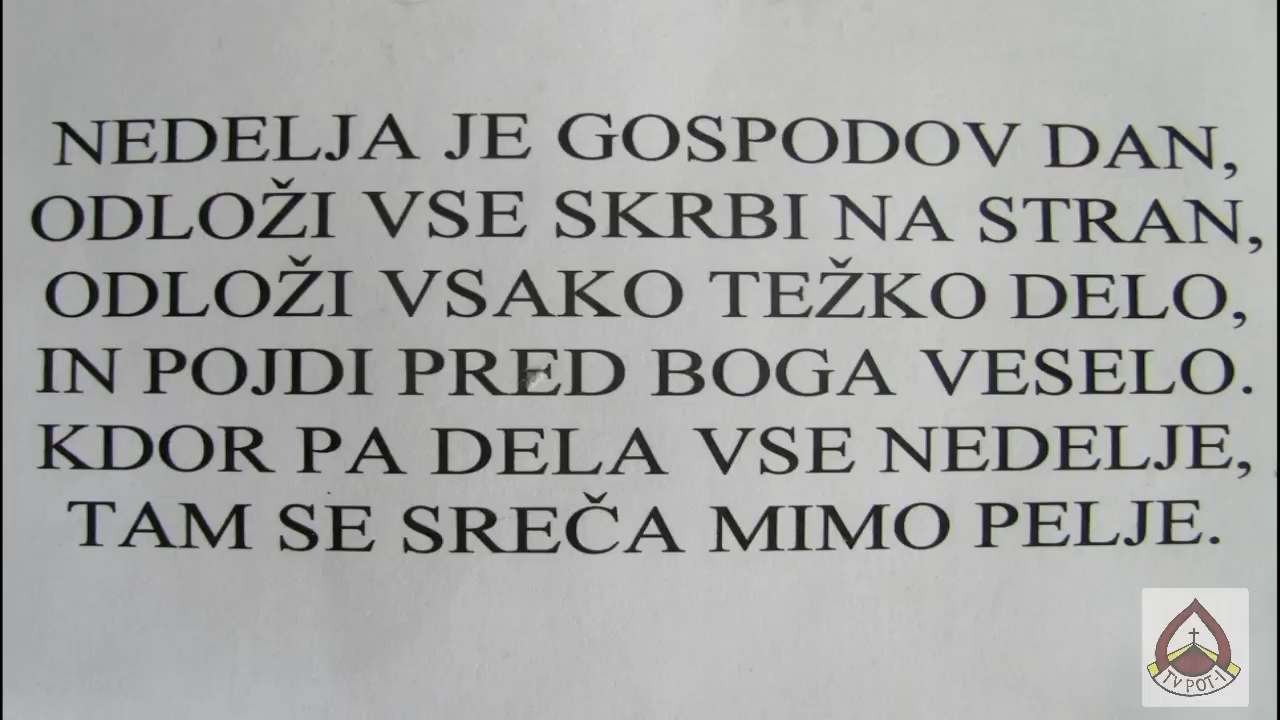 NEDELJA JE GOSPODOV DAN,
ODLOŽI VSE SKRBI NA STRAN,
ODLOŽI VSAKO TEŽKO DELO,
IN POJDI PRED BOGA VESELO.
KDOR PA DELA VSE NEDELJE,
TAM SE SREČA MIMO PELJE.
TV POT-1